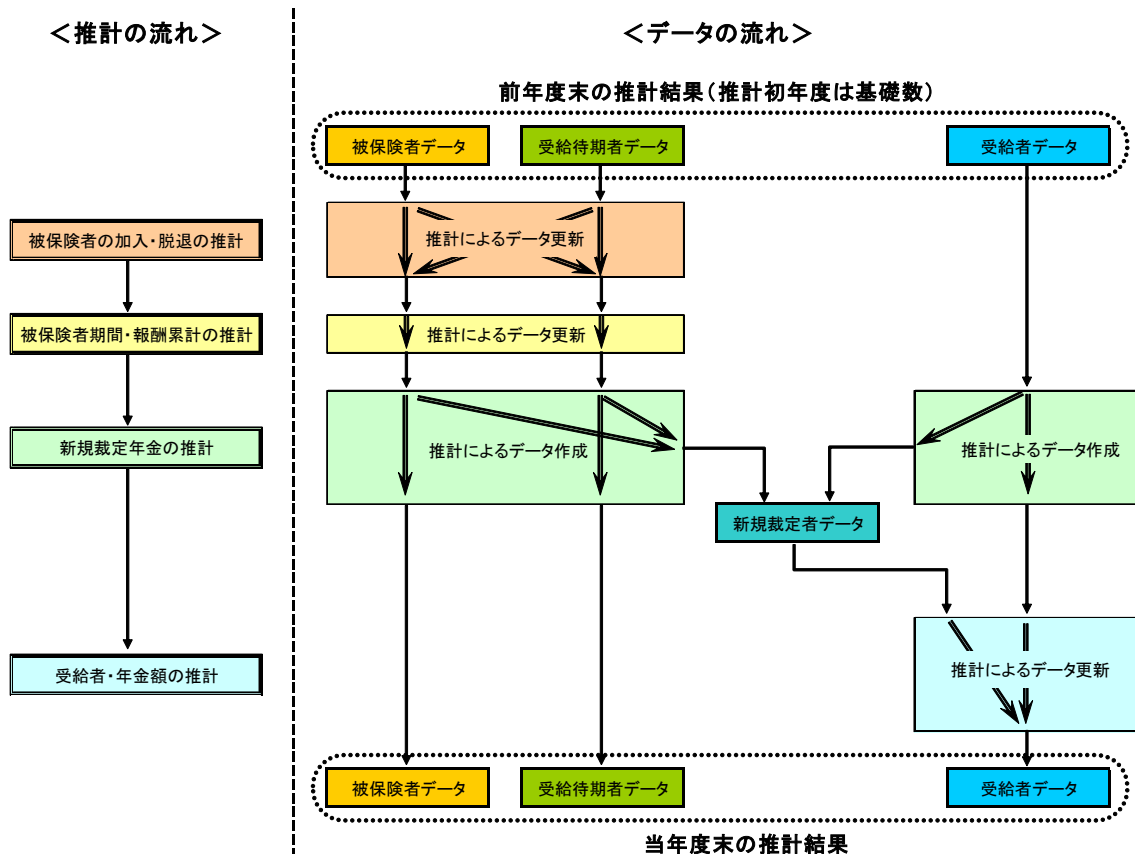 ＜推計の流れ＞
＜データの流れ＞
前年度末の推計結果（推計初年度は基礎数）
被保険者データ
受給待期者データ
受給者データ
被保険者の加入・脱退の推計
推計によるデータ更新
被保険者期間・報酬累計の推計
推計によるデータ更新
新規裁定年金の推計
推計によるデータ作成
推計によるデータ作成
新規裁定者データ
受給者・年金額の推計
推計によるデータ更新
被保険者データ
受給待期者データ
受給者データ
当年度末の推計結果